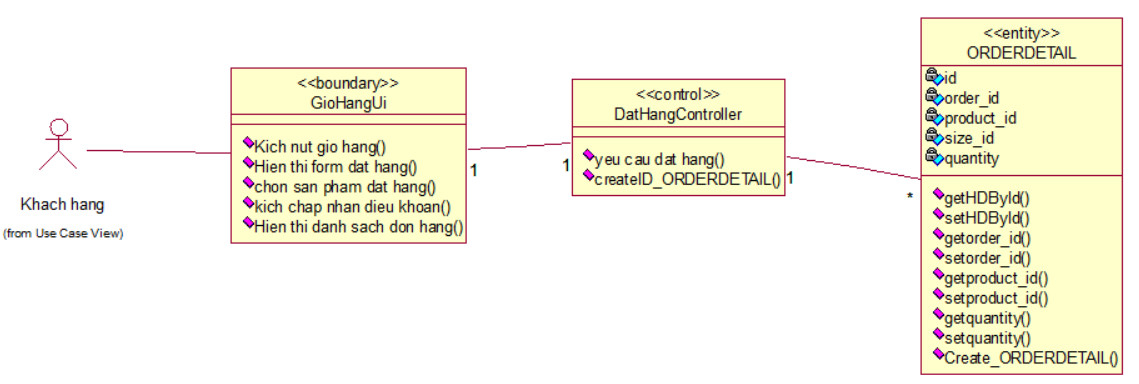 Khach hang
(from Use Case View)
<<boundary>>
GioHangUi
Kich nut gio hang()
Hien thi form dat hang()
chon san pham dat hang()
kich chap nhan dieu khoan()
Hien thi danh sach don hang()
1
1
<<control>>
DatHangController
yeu cau dat hang()
createID_ORDERDETAIL()
1
*
<<entity>>
ORDERDETAIL
id
order_id
product_id
size_id
quantity
getHDById()
setHDById()
getorder_id()
setorder_id()
getproduct_id()
setproduct_id()
getquantity()
setquantity()
Create_ORDERDETAIL()